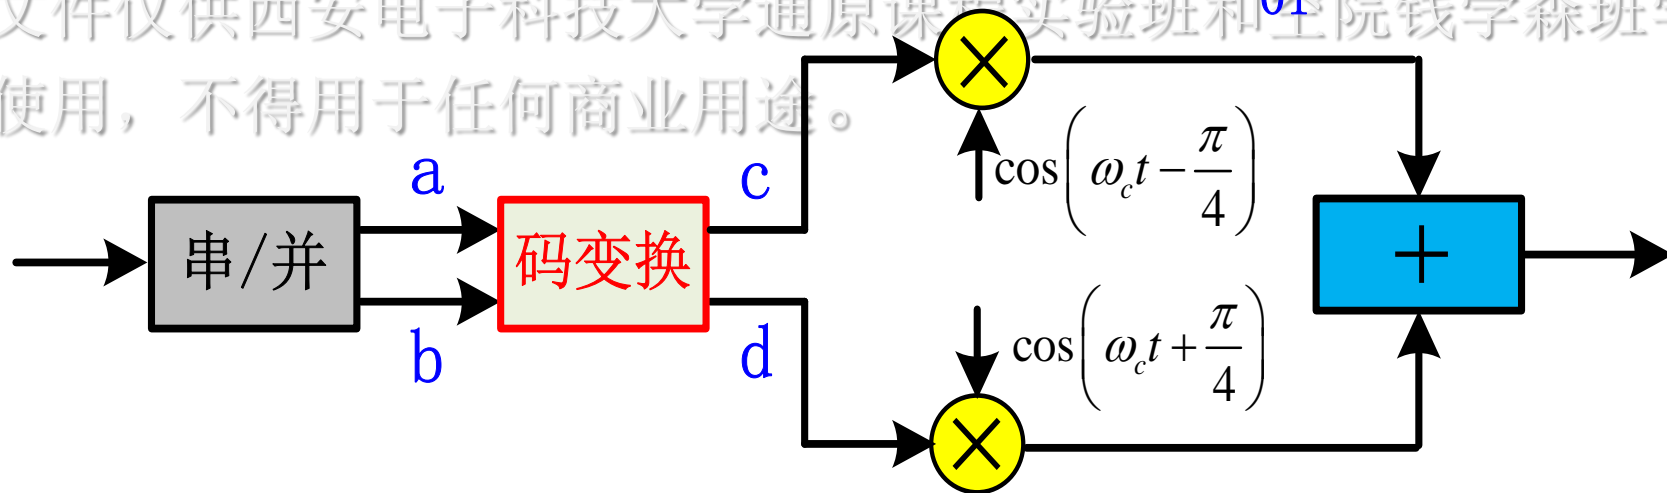 文件仅供西安电子科技大学通原课程实验班和空院钱学森班学
01
使用,不得用于任何商业用途。
cos(ω_c t − π/4)
a
c
串/并
码变换
+
b
d
cos(ω_c t + π/4)